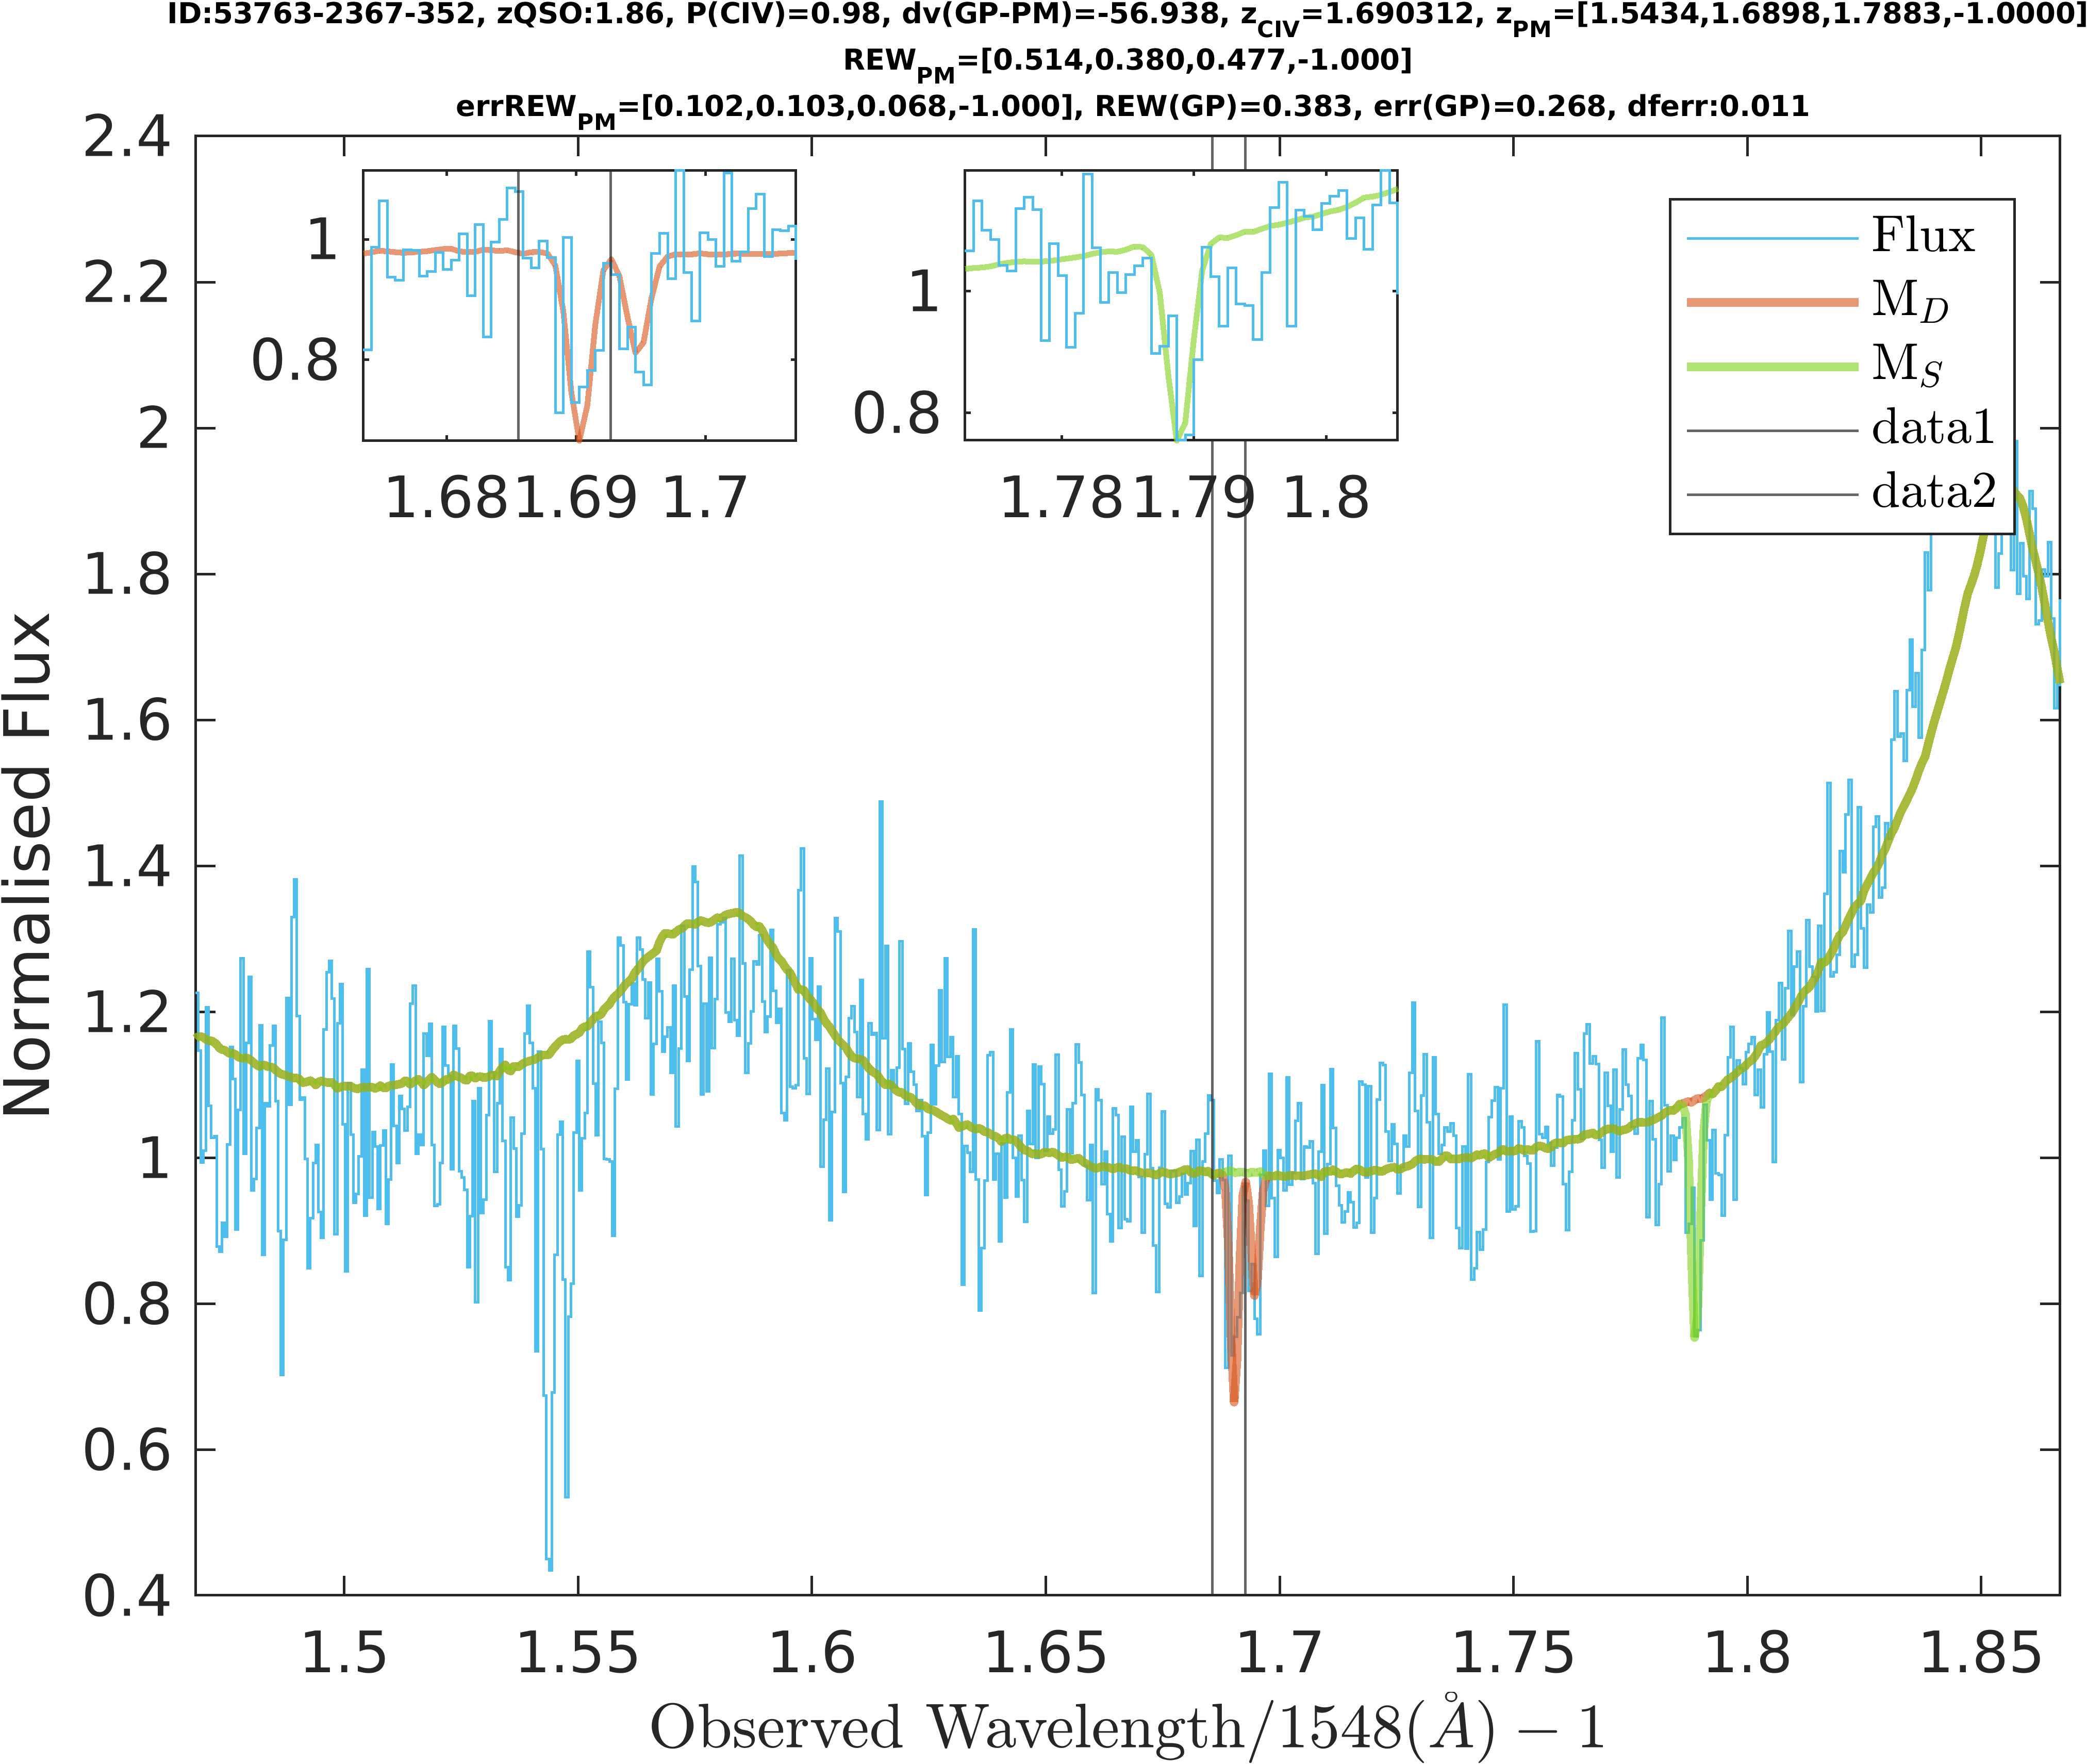 ID:53763-2367-352, zQSO:1.86, P(CIV)=0.98, dv(GP-PM)=-56.938, zCIV=1.690312, zPM=[1.5434,1.6898,1.7883,-1.0000]
REWPM=[0.514,0.380,0.477,-1.000]
errREWPM=[0.102,0.103,0.068,-1.000], REW(GP)=0.383, err(GP)=0.268, dferr:0.011
2.4
2.2
2
1.8
1.6
1.4
1.2
1
0.8
0.6
0.4
Normalised Flux
1
0.8
1.68 1.69 1.7
1
0.8
1.78 1.79 1.8
Flux
MD
MS
data1
data2
1.5 1.55 1.6 1.65 1.7 1.75 1.8 1.85
Observed Wavelength/1548(Å) − 1